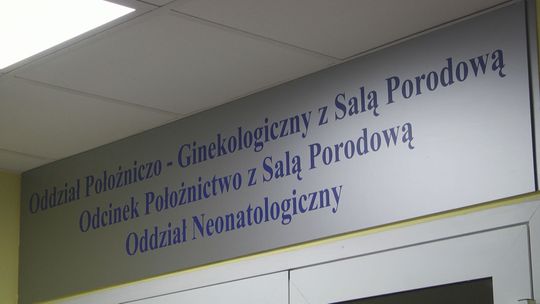 Oddział Położniczo - Ginekologiczny z Salą Porodową
Odcinek Położnictwo z Salą Porodową
Oddział Neonatologiczny